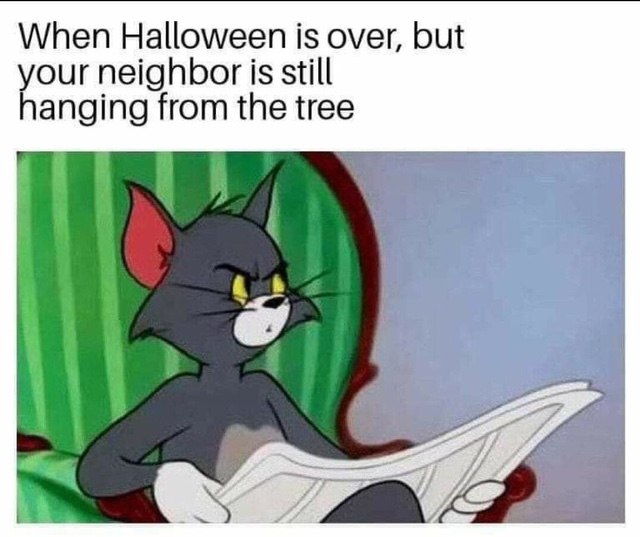 When Halloween is over, but
your neighbor is still
hanging from the tree